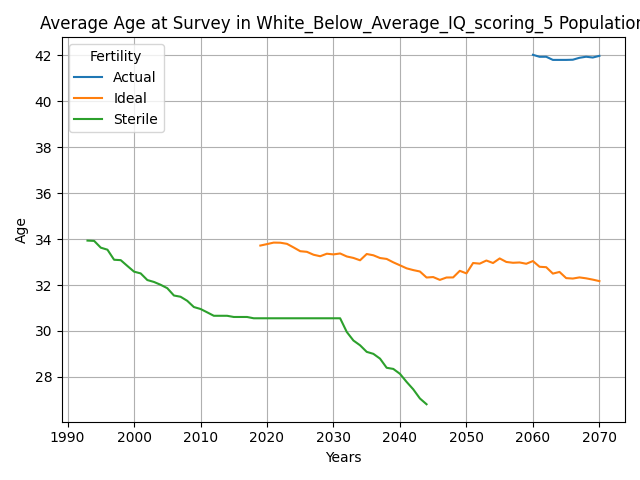 Average Age at Survey in White_Below_Average_IQ_scoring_5 Population
Fertility
Actual
Ideal
Sterile
Age
42
40
38
36
34
32
30
28
1990 2000 2010 2020 2030 2040 2050 2060 2070
Years